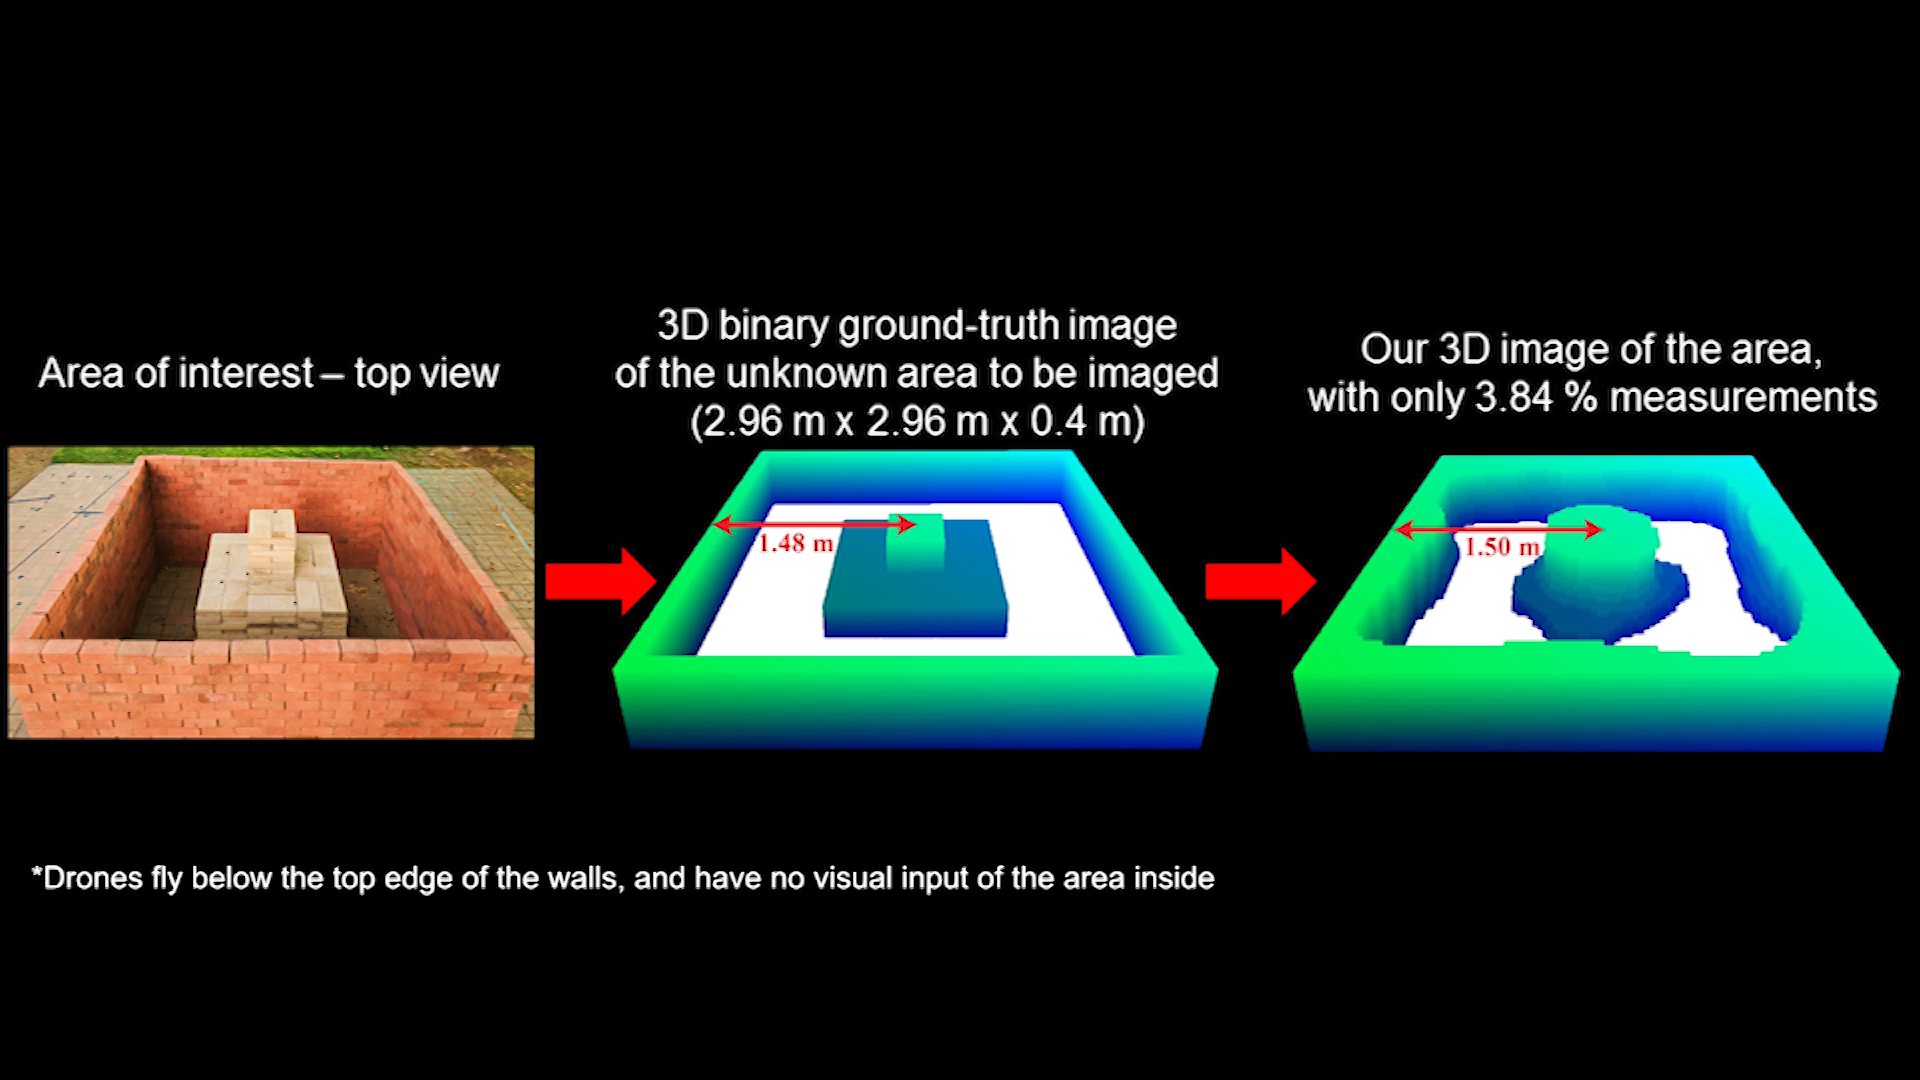 Area of interest – top view
3D binary ground-truth image
of the unknown area to be imaged
(2.96 m x 2.96 m x 0.4 m)
Our 3D image of the area,
with only 3.84 % measurements
1.48 m
1.50 m
*Drones fly below the top edge of the walls, and have no visual input of the area inside